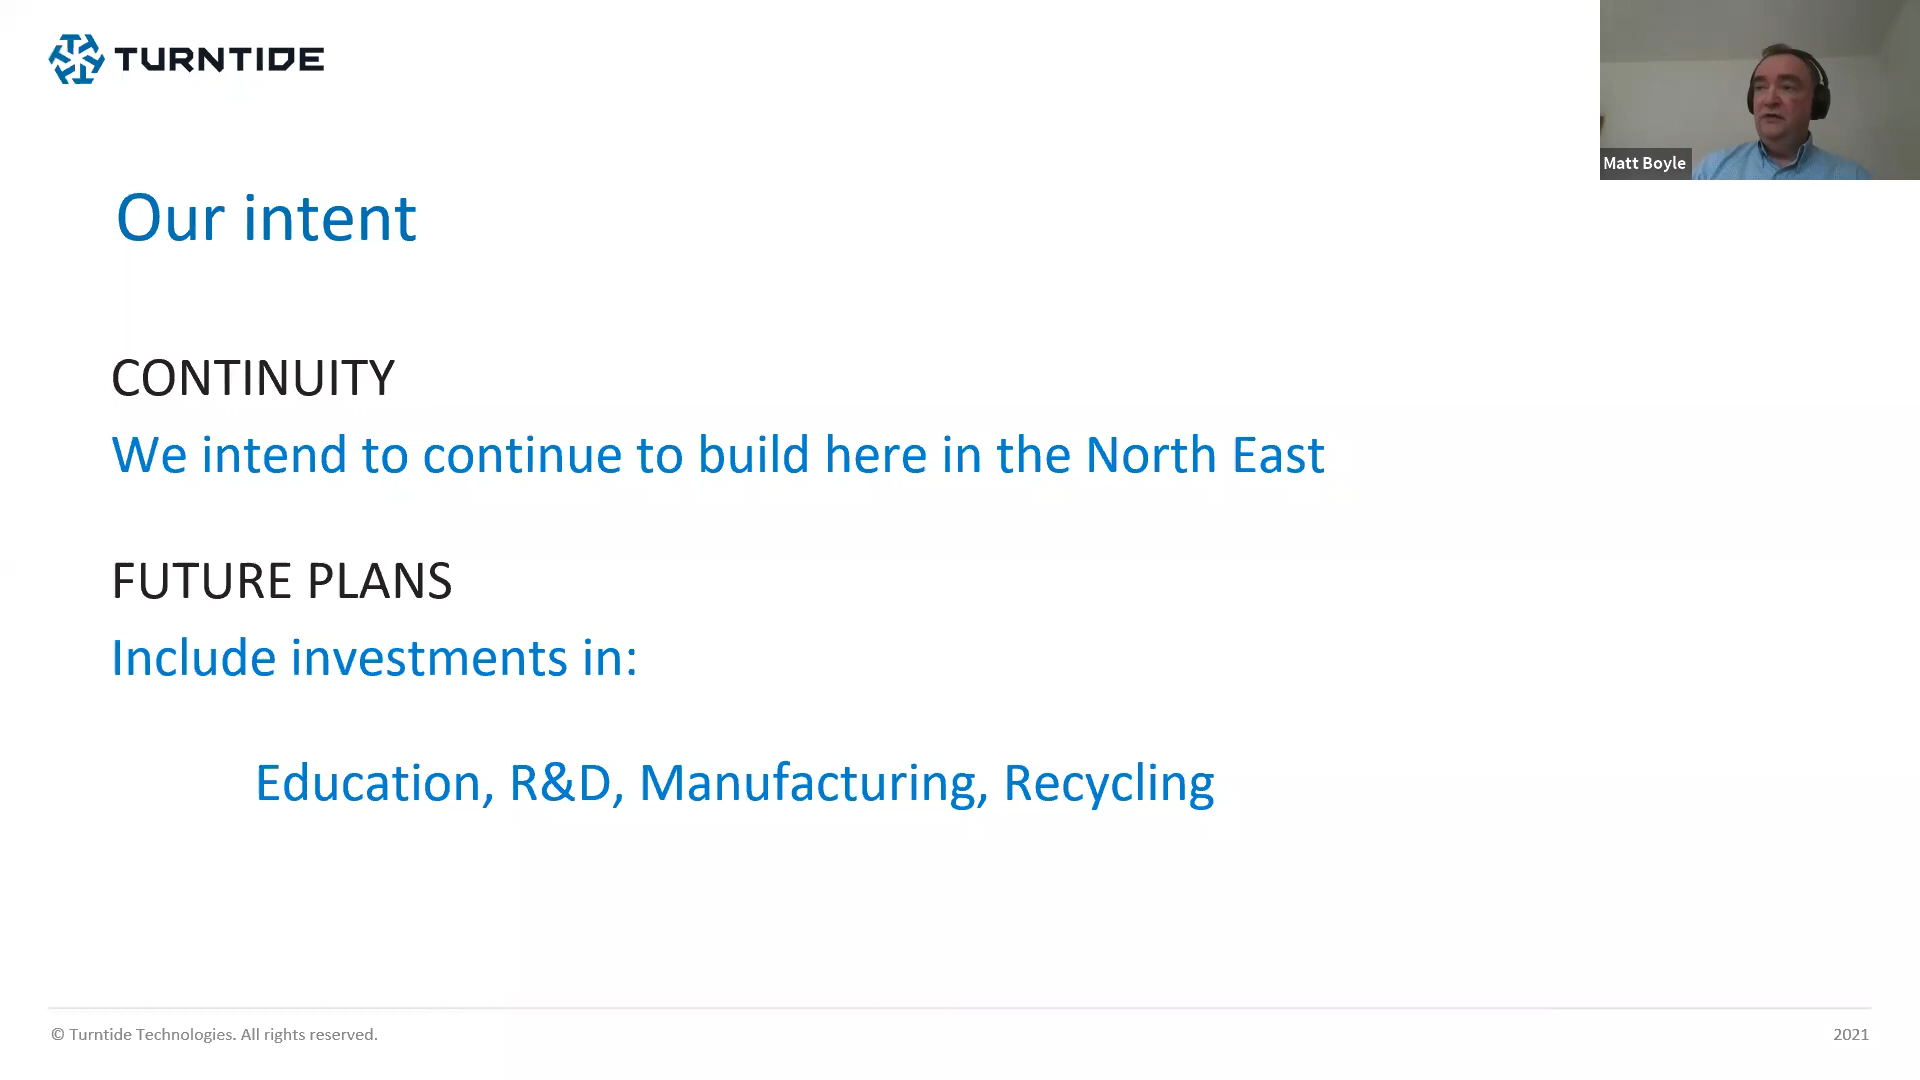 TURNTIDE
Matt Boyle
Our intent
CONTINUITY
We intend to continue to build here in the North East
FUTURE PLANS
Include investments in:
Education, R&D, Manufacturing, Recycling
© Turntide Technologies. All rights reserved.
2021